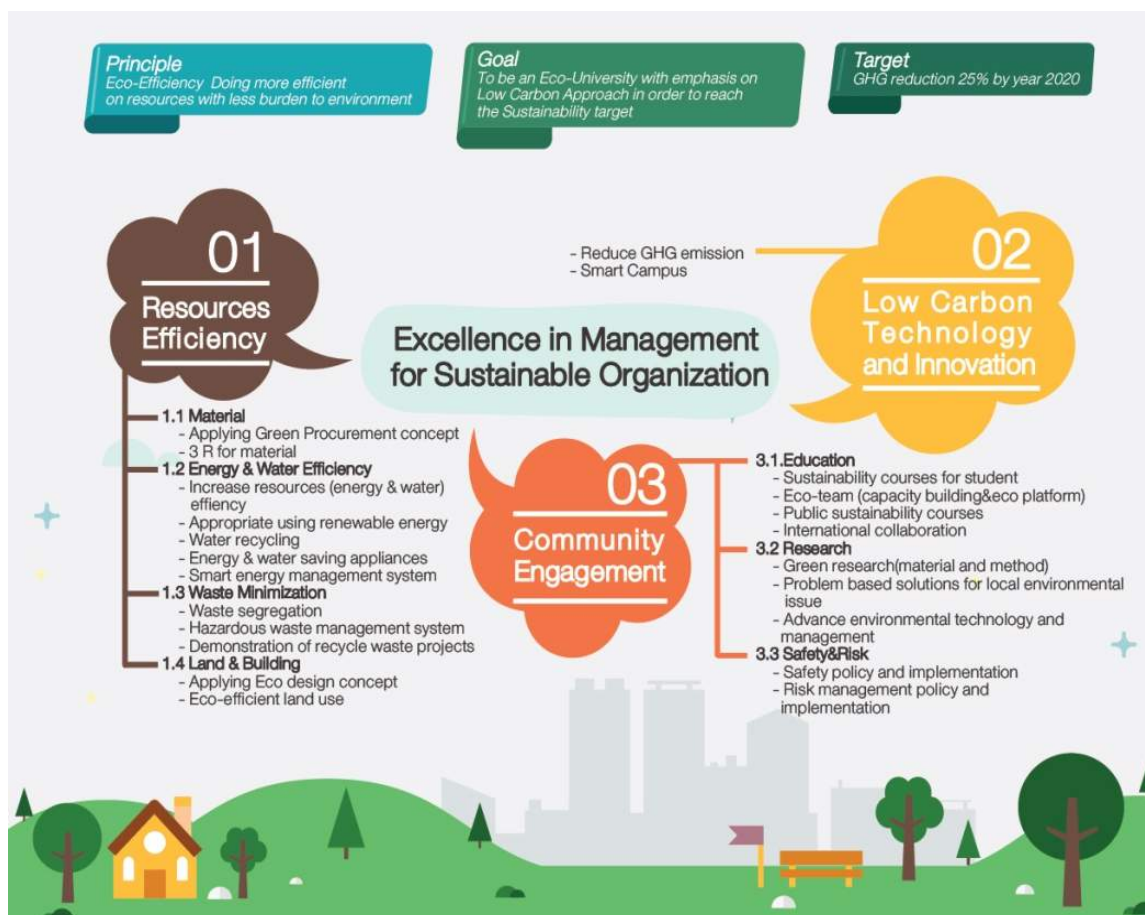 Principle
Eco-Efficiency Doing more efficient
on resources with less burden to environment
Goal
To be an Eco-University with emphasis on
Low Carbon Approach in order to reach
the Sustainability target
Target
GHG reduction 25% by year 2020
01
Resources
Efficiency
1.1 Material
- Applying Green Procurement concept
- 3 R for material
1.2 Energy & Water Efficiency
- Increase resources (energy & water)
effiency
- Appropriate using renewable energy
- Water recycling
- Energy & water saving appliances
- Smart energy management system
1.3 Waste Minimization
- Waste segregation
- Hazardous waste management system
- Demonstration of recycle waste projects
1.4 Land & Building
- Applying Eco design concept
- Eco-efficient land use
Excellence in Management
for Sustainable Organization
- Reduce GHG emission
- Smart Campus
02
Low Carbon
Technology
and Innovation
03
Community
Engagement
3.1.Education
- Sustainability courses for student
- Eco-team (capacity building&eco platform)
- Public sustainability courses
- International collaboration
3.2 Research
- Green research(material and method)
- Problem based solutions for local environmental
issue
- Advance environmental technology and
management
3.3 Safety&Risk
- Safety policy and implementation
- Risk management policy and
implementation